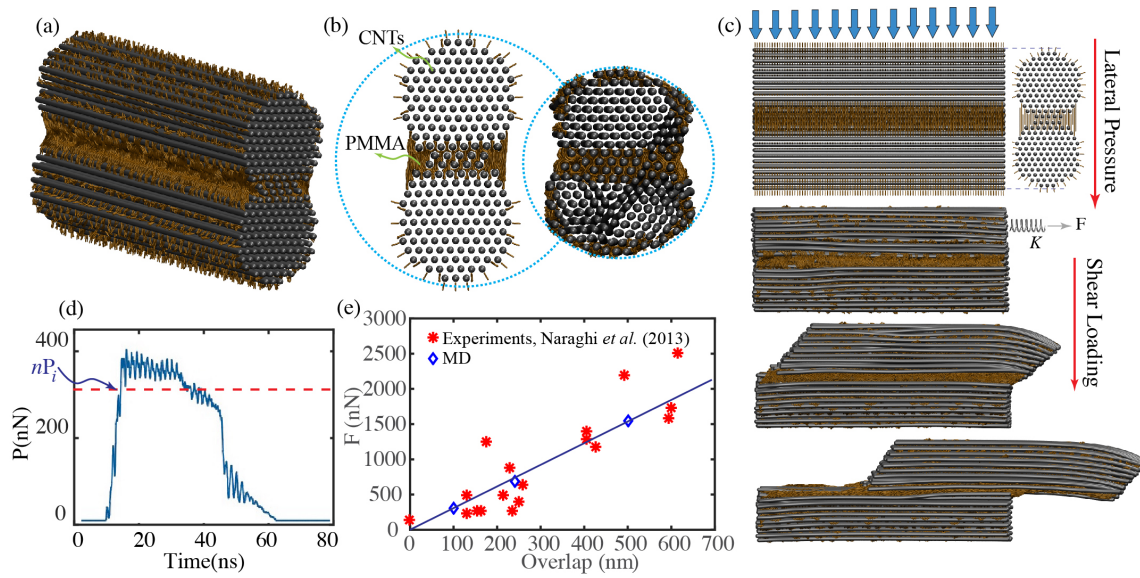 (a)
(b)
CNTs
PMMA
(c)
Lateral Pressure
K
F
Shear Loading
(d)
400
200
0
nPi
P(nN)
0 20 40 60 80
Time(ns)
(e)
3000
2500
2000
1500
1000
500
0
F (nN)
Experiments, Naraghi et al. (2013)
MD
0 100 200 300 400 500 600 700
Overlap (nm)